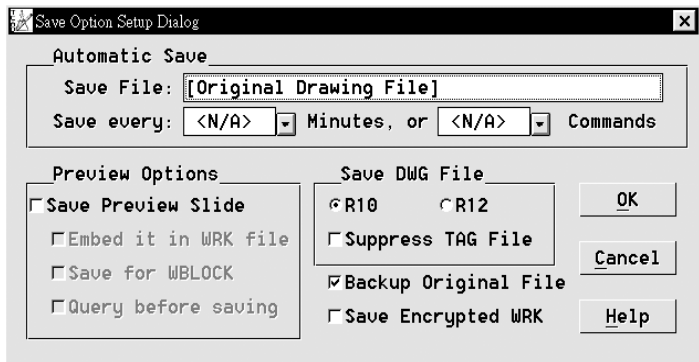 Save Option Setup Dialog
Automatic Save
Save File: [Original Drawing File]
Save every: <N/A> Minutes, or <N/A> Commands
Preview Options
Save Preview Slide
Embed it in WRK file
Save for WBLOCK
Query before saving
Save DWG File
R10 R12
Suppress TAG File
Backup Original File
Save Encrypted WRK
OK
Cancel
Help